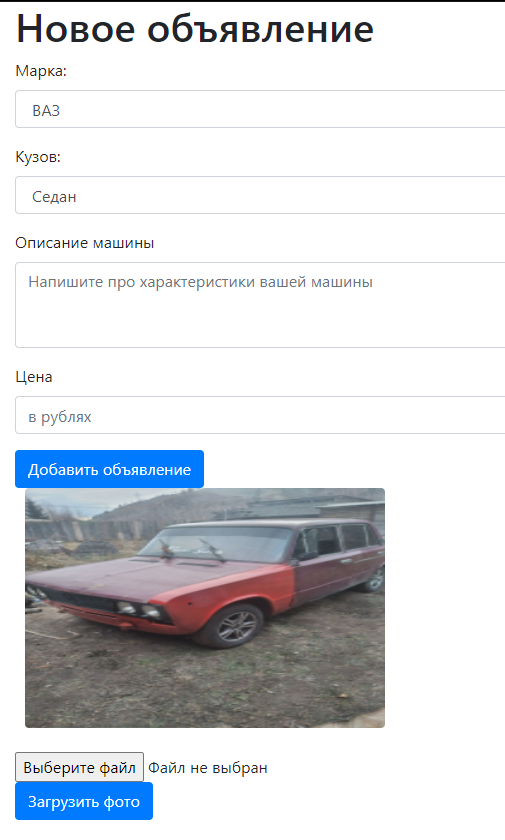 Новое объявление
Марка:
ВАЗ
Кузов:
Седан
Описание машины
Напишите про характеристики вашей машины
Цена
в рублях
Добавить объявление
Выберите файл Файл не выбран
Загрузить фото